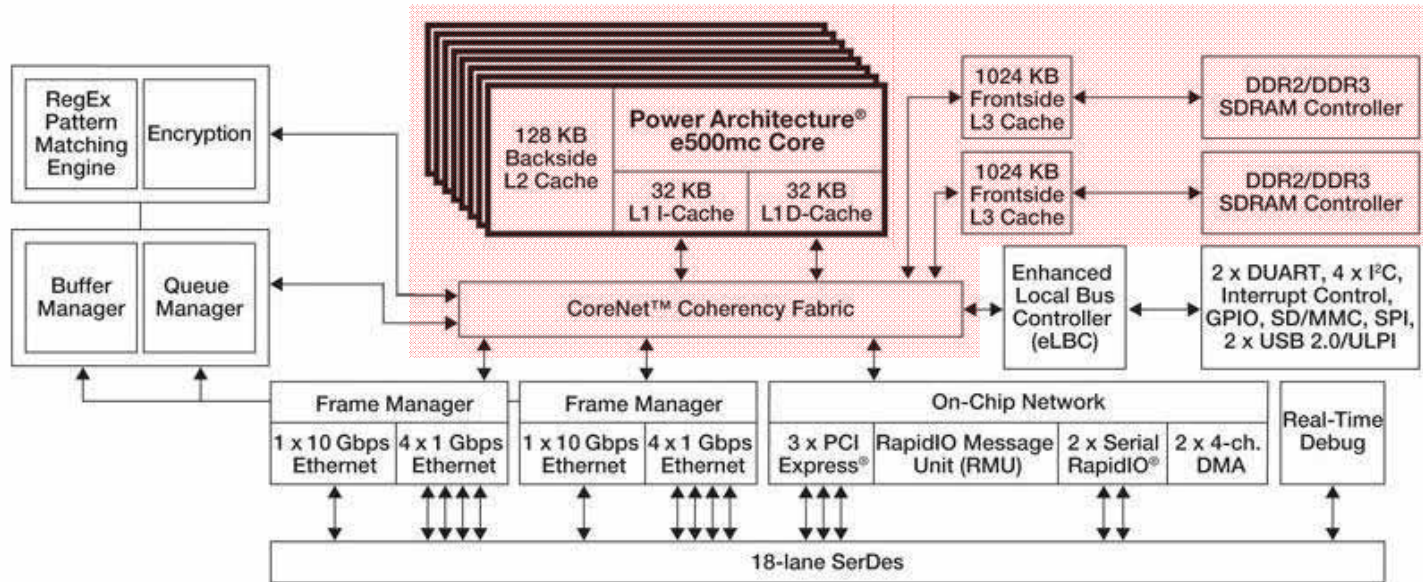 RegEx
Pattern
Matching
Engine
Encryption
Buffer
Manager
Queue
Manager
128 KB
Backside
L2 Cache
Power Architecture®
e500mc Core
32 KB
L1 I-Cache
32 KB
L1 D-Cache
1024 KB
Frontside
L3 Cache
DDR2/DDR3
SDRAM Controller
1024 KB
Frontside
L3 Cache
DDR2/DDR3
SDRAM Controller
CoreNet™ Coherency Fabric
Enhanced
Local Bus
Controller
(eLBC)
2 x DUART, 4 x I²C,
Interrupt Control,
GPIO, SD/MMC, SPI,
2 x USB 2.0/ULPI
Frame Manager
1 x 10 Gbps
Ethernet
4 x 1 Gbps
Ethernet
Frame Manager
1 x 10 Gbps
Ethernet
4 x 1 Gbps
Ethernet
On-Chip Network
3 x PCI
Express®
RapidIO Message
Unit (RMU)
2 x Serial
RapidIO®
2 x 4-ch.
DMA
Real-Time
Debug
18-lane SerDes